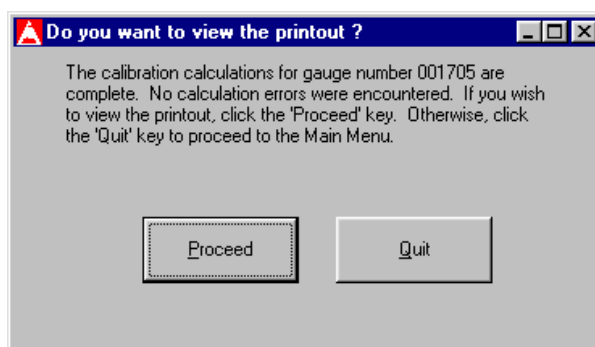 Do you want to view the printout ?
The calibration calculations for gauge number 001705 are
complete.  No calculation errors were encountered.  If you wish
to view the printout, click the 'Proceed' key.  Otherwise, click
the 'Quit' key to proceed to the Main Menu.
Proceed
Quit